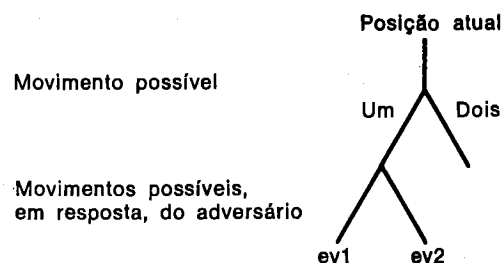 Posição atual
Movimento possível
Um Dois
Movimentos possíveis,
em resposta, do adversário
ev1 ev2